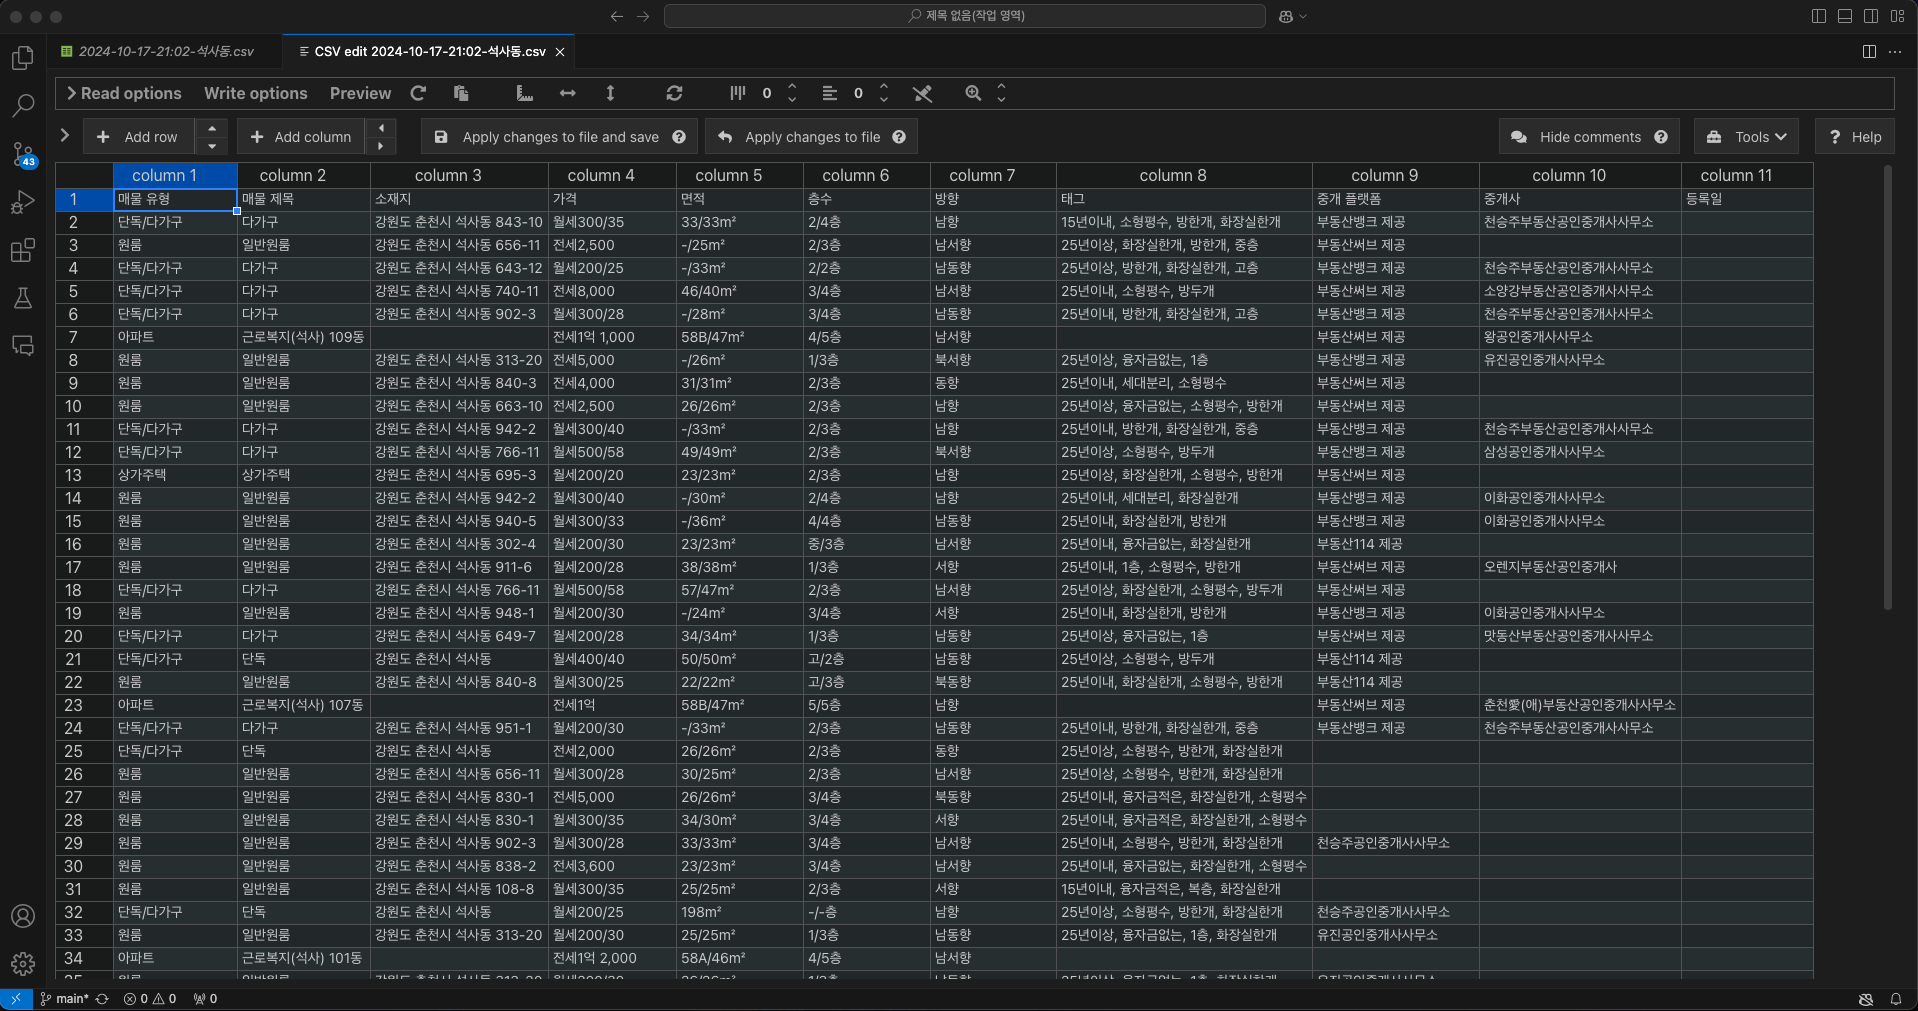 제목 없음(작업 영역)
2024-10-17-21:02-석사동.csv
CSV edit 2024-10-17-21:02-석사동.csv
Read options Write options Preview 0 0
Add row Add column Apply changes to file and save Apply changes to file Hide comments Tools Help
column 1 column 2 column 3 column 4 column 5 column 6 column 7 column 8 column 9 column 10 column 11
1 매물 유형 매물 제목 소재지 가격 면적 층수 방향 태그 중개 플랫폼 중개사 등록일
2 단독/다가구 다가구 강원도 춘천시 석사동 843-10 월세300/35 33/33m² 2/4층 남향 15년이내, 소형평수, 방한개, 화장실한개 부동산뱅크 제공 천승주부동산공인중개사사무소
3 원룸 일반원룸 강원도 춘천시 석사동 656-11 전세2,500 -/25m² 2/3층 남서향 25년이상, 화장실한개, 방한개, 중층 부동산써브 제공
4 단독/다가구 다가구 강원도 춘천시 석사동 643-12 월세200/25 -/33m² 2/2층 남동향 25년이상, 방한개, 화장실한개, 고층 부동산뱅크 제공 천승주부동산공인중개사사무소
5 단독/다가구 다가구 강원도 춘천시 석사동 740-11 전세8,000 46/40m² 3/4층 남서향 25년이내, 소형평수, 방두개 부동산뱅크 제공 소양강부동산공인중개사사무소
6 단독/다가구 다가구 강원도 춘천시 석사동 902-3 월세300/28 -/28m² 3/4층 남동향 25년이내, 방한개, 화장실한개, 고층 부동산뱅크 제공 천승주부동산공인중개사사무소
7 아파트 근로복지(석사) 109동 전세1억 1,000 58B/47m² 4/5층 남서향 부동산써브 제공 왕공인중개사사무소
8 원룸 일반원룸 강원도 춘천시 석사동 313-20 전세5,000 -/26m² 1/3층 북서향 25년이상, 융자금없는, 1층 부동산뱅크 제공 유진공인중개사사무소
9 원룸 일반원룸 강원도 춘천시 석사동 840-3 전세4,000 31/31m² 2/3층 동향 25년이내, 세대분리, 소형평수 부동산써브 제공
10 원룸 일반원룸 강원도 춘천시 석사동 663-10 전세2,500 26/26m² 2/3층 남향 25년이상, 융자금없는, 소형평수, 방한개 부동산써브 제공
11 단독/다가구 다가구 강원도 춘천시 석사동 942-2 월세300/40 -/33m² 2/3층 남향 25년이내, 방한개, 화장실한개, 중층 부동산뱅크 제공 천승주부동산공인중개사사무소
12 단독/다가구 다가구 강원도 춘천시 석사동 766-11 월세500/58 49/49m² 2/3층 북서향 25년이상, 소형평수, 방두개 부동산뱅크 제공 삼성공인중개사사무소
13 상가주택 상가주택 강원도 춘천시 석사동 695-3 월세200/20 23/23m² 2/3층 남향 25년이상, 화장실한개, 소형평수, 방한개 부동산써브 제공
14 원룸 일반원룸 강원도 춘천시 석사동 942-2 월세300/40 -/30m² 2/4층 남향 25년이내, 세대분리, 화장실한개 부동산뱅크 제공 이화공인중개사사무소
15 원룸 일반원룸 강원도 춘천시 석사동 940-5 월세300/33 -/36m² 4/4층 남동향 25년이내, 화장실한개, 방한개 부동산뱅크 제공 이화공인중개사사무소
16 원룸 일반원룸 강원도 춘천시 석사동 302-4 월세200/30 23/23m² 중/3층 남서향 25년이내, 융자금없는, 화장실한개 부동산114 제공
17 원룸 일반원룸 강원도 춘천시 석사동 911-6 월세200/28 38/38m² 1/3층 서향 25년이내, 1층, 소형평수, 방한개 부동산써브 제공 오렌지부동산공인중개사
18 단독/다가구 다가구 강원도 춘천시 석사동 766-11 월세500/58 57/47m² 2/3층 남서향 25년이상, 화장실한개, 소형평수, 방두개 부동산써브 제공
19 원룸 일반원룸 강원도 춘천시 석사동 948-1 월세200/30 -/24m² 3/4층 서향 25년이내, 화장실한개, 방한개 부동산뱅크 제공 이화공인중개사사무소
20 단독/다가구 다가구 강원도 춘천시 석사동 649-7 월세200/28 34/34m² 1/3층 남동향 25년이상, 융자금없는, 1층 부동산써브 제공 맛동산부동산공인중개사사무소
21 단독/다가구 단독 강원도 춘천시 석사동 월세400/40 50/50m² 고/2층 남동향 25년이상, 소형평수, 방두개 부동산114 제공
22 원룸 일반원룸 강원도 춘천시 석사동 840-8 월세300/25 22/22m² 고/3층 북동향 25년이내, 화장실한개, 소형평수, 방한개 부동산114 제공
23 아파트 근로복지(석사) 107동 전세1억 58B/47m² 5/5층 남향 부동산써브 제공 춘천愛(애)부동산공인중개사사무소
24 단독/다가구 다가구 강원도 춘천시 석사동 951-1 월세200/30 -/33m² 2/3층 남동향 25년이내, 방한개, 화장실한개, 중층 부동산뱅크 제공 천승주부동산공인중개사사무소
25 단독/다가구 단독 강원도 춘천시 석사동 전세2,000 26/26m² 2/3층 동향 25년이상, 소형평수, 방한개, 화장실한개
26 원룸 일반원룸 강원도 춘천시 석사동 656-11 월세300/28 30/25m² 2/3층 남서향 25년이상, 소형평수, 방한개, 화장실한개
27 원룸 일반원룸 강원도 춘천시 석사동 830-1 전세5,000 26/26m² 3/4층 북동향 25년이내, 융자금적은, 화장실한개, 소형평수
28 원룸 일반원룸 강원도 춘천시 석사동 830-1 월세300/35 34/30m² 3/4층 서향 25년이내, 융자금적은, 화장실한개, 소형평수
29 원룸 일반원룸 강원도 춘천시 석사동 902-3 월세300/28 33/33m² 3/4층 남서향 25년이내, 소형평수, 방한개, 화장실한개 천승주공인중개사사무소
30 원룸 일반원룸 강원도 춘천시 석사동 838-2 전세3,600 23/23m² 3/4층 남서향 25년이내, 융자금없는, 화장실한개, 소형평수
31 원룸 일반원룸 강원도 춘천시 석사동 108-8 월세300/35 25/25m² 2/3층 서향 15년이내, 융자금적은, 복층, 화장실한개
32 단독/다가구 단독 강원도 춘천시 석사동 월세200/25 198m² -/-층 남향 25년이상, 소형평수, 방한개, 화장실한개 천승주공인중개사사무소
33 원룸 일반원룸 강원도 춘천시 석사동 313-20 월세200/30 25/25m² 1/3층 남동향 25년이상, 융자금없는, 1층, 화장실한개 유진공인중개사사무소
34 아파트 근로복지(석사) 101동 전세1억 2,000 58A/46m² 4/5층 남서향
43
main* 0 0 0